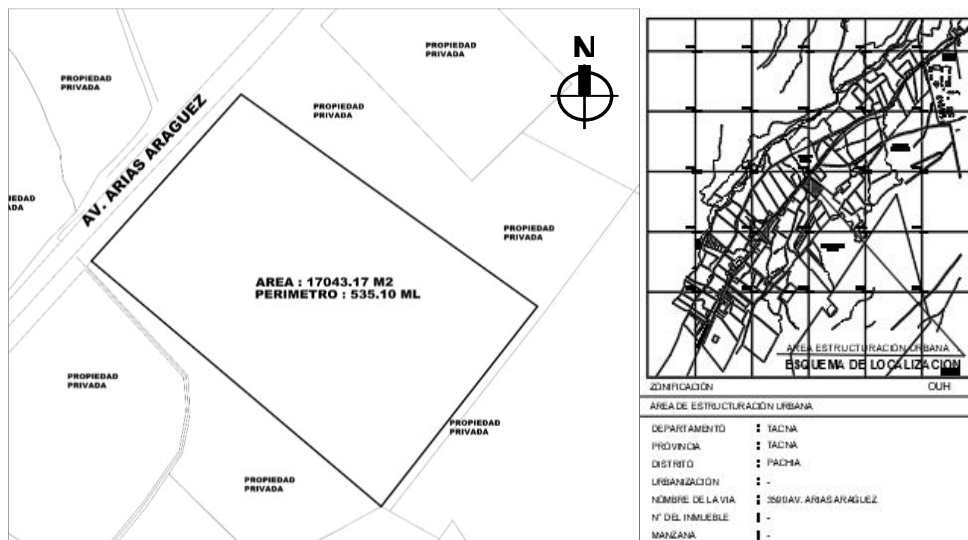 PROPIEDAD
PRIVADA
PROPIEDAD
PRIVADA
PROPIEDAD
PRIVADA
N
AV. ARIAS ARAGUEZ
PROPIEDAD
PRIVADA
AREA : 17043.17 M2
PERIMETRO : 535.10 ML
PROPIEDAD
PRIVADA
PROPIEDAD
PRIVADA
PROPIEDAD
PRIVADA
AREA ESTRUCTURACIÓN URBANA
ESQUEMA DE LOCALIZACION
ZONIFICACIÓN OUH
AREA DE ESTRUCTURACIÓN URBANA
DEPARTAMENTO : TACNA
PROVINCIA : TACNA
DISTRITO : PACHIA
URBANIZACIÓN : -
NOMBRE DE LA VIA : AV. ARIAS ARAGUEZ
N° DEL INMUEBLE : -
MANZANA : -